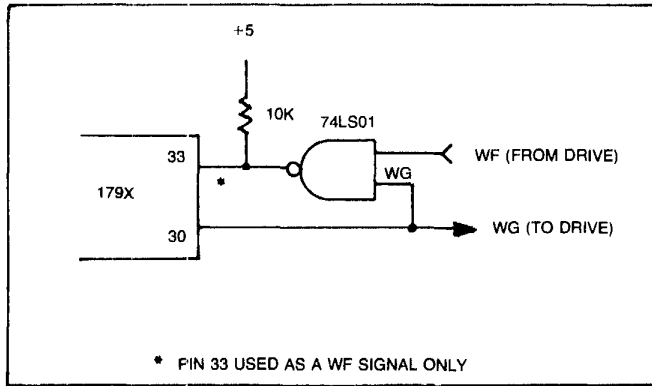 +5
10K
74LS01
33
WF (FROM DRIVE)
WG
*
179X
30
WG (TO DRIVE)
* PIN 33 USED AS A WF SIGNAL ONLY